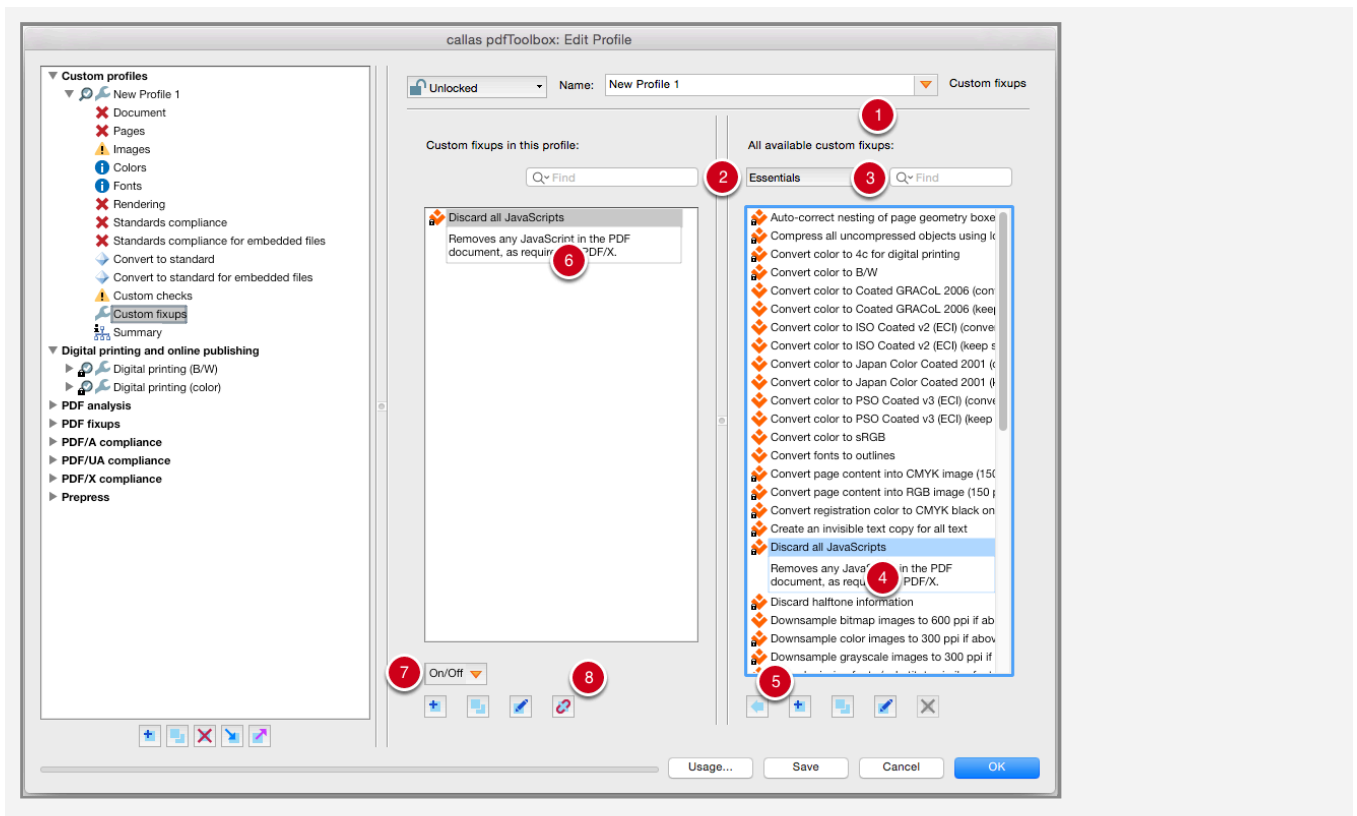 callas pdfToolbox: Edit Profile
Custom profiles
New Profile 1
Document
Pages
Images
Colors
Fonts
Rendering
Standards compliance
Standards compliance for embedded files
Convert to standard
Convert to standard for embedded files
Custom checks
Custom fixups
Summary
Digital printing and online publishing
Digital printing (B/W)
Digital printing (color)
PDF analysis
PDF fixups
PDF/A compliance
PDF/UA compliance
PDF/X compliance
Prepress
Unlocked Name: New Profile 1 Custom fixups
1
Custom fixups in this profile:
Find
2
Discard all JavaScripts
Removes any JavaScript in the PDF
document, as PDF/X.
6
7
On/Off
8
All available custom fixups:
Essentials 3 Find
Auto-correct nesting of page geometry boxe
Compress all uncompressed objects using
Convert color to 4c for digital printing
Convert color to B/W
Convert color to Coated GRACoL 2006 (con
Convert color to Coated GRACoL 2006 (keep
Convert color to ISO Coated v2 (ECI) (conve
Convert color to ISO Coated v2 (ECI) (keep s
Convert color to Japan Color Coated 2001 (
Convert color to Japan Color Coated 2001 (
Convert color to PSO Coated v3 (ECI) (conve
Convert color to PSO Coated v3 (ECI) (keep
Convert color to sRGB
Convert fonts to outlines
Convert page content into CMYK image (150
Convert page content into RGB image (150
Convert registration color to CMYK black on
Create an invisible text copy for all text
Discard all JavaScripts
Removes any in the PDF
document, as PDF/X.
4
Discard halftone information
Downsample bitmap images to 600 ppi if ab
Downsample color images to 300 ppi if abov
Downsample grayscale images to 300 ppi if
5
Usage... Save Cancel OK